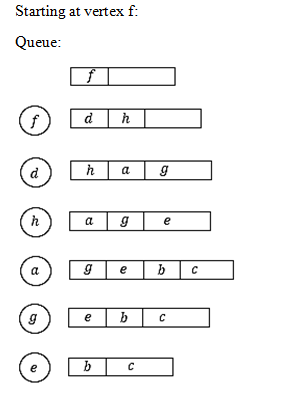 Starting at vertex f:
Queue:
f
f d h
d h a g
h a g e
a g e b c
g e b c
e b c